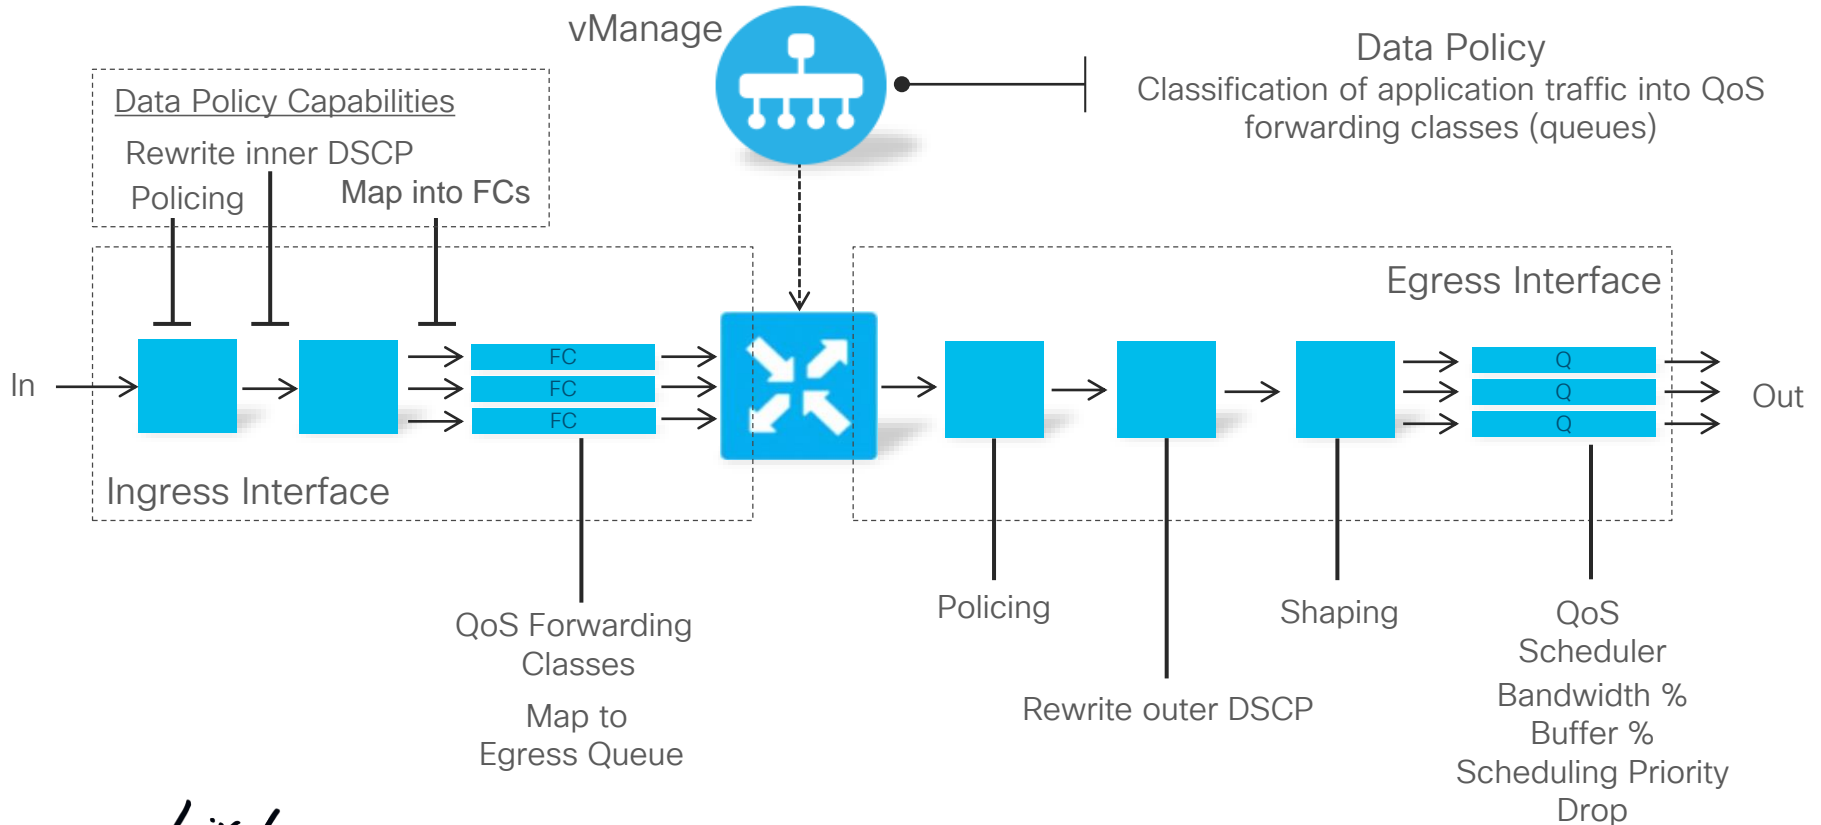 vManage
Data Policy
Classification of application traffic into QoS
forwarding classes (queues)
Data Policy Capabilities
Rewrite inner DSCP
Policing
Map into FCs
Egress Interface
In
FC
FC
FC
Q
Q
Q
Out
Ingress Interface
QoS Forwarding
Classes
Map to
Egress Queue
Policing
Rewrite outer DSCP
Shaping
QoS
Scheduler
Bandwidth %
Buffer %
Scheduling Priority
Drop